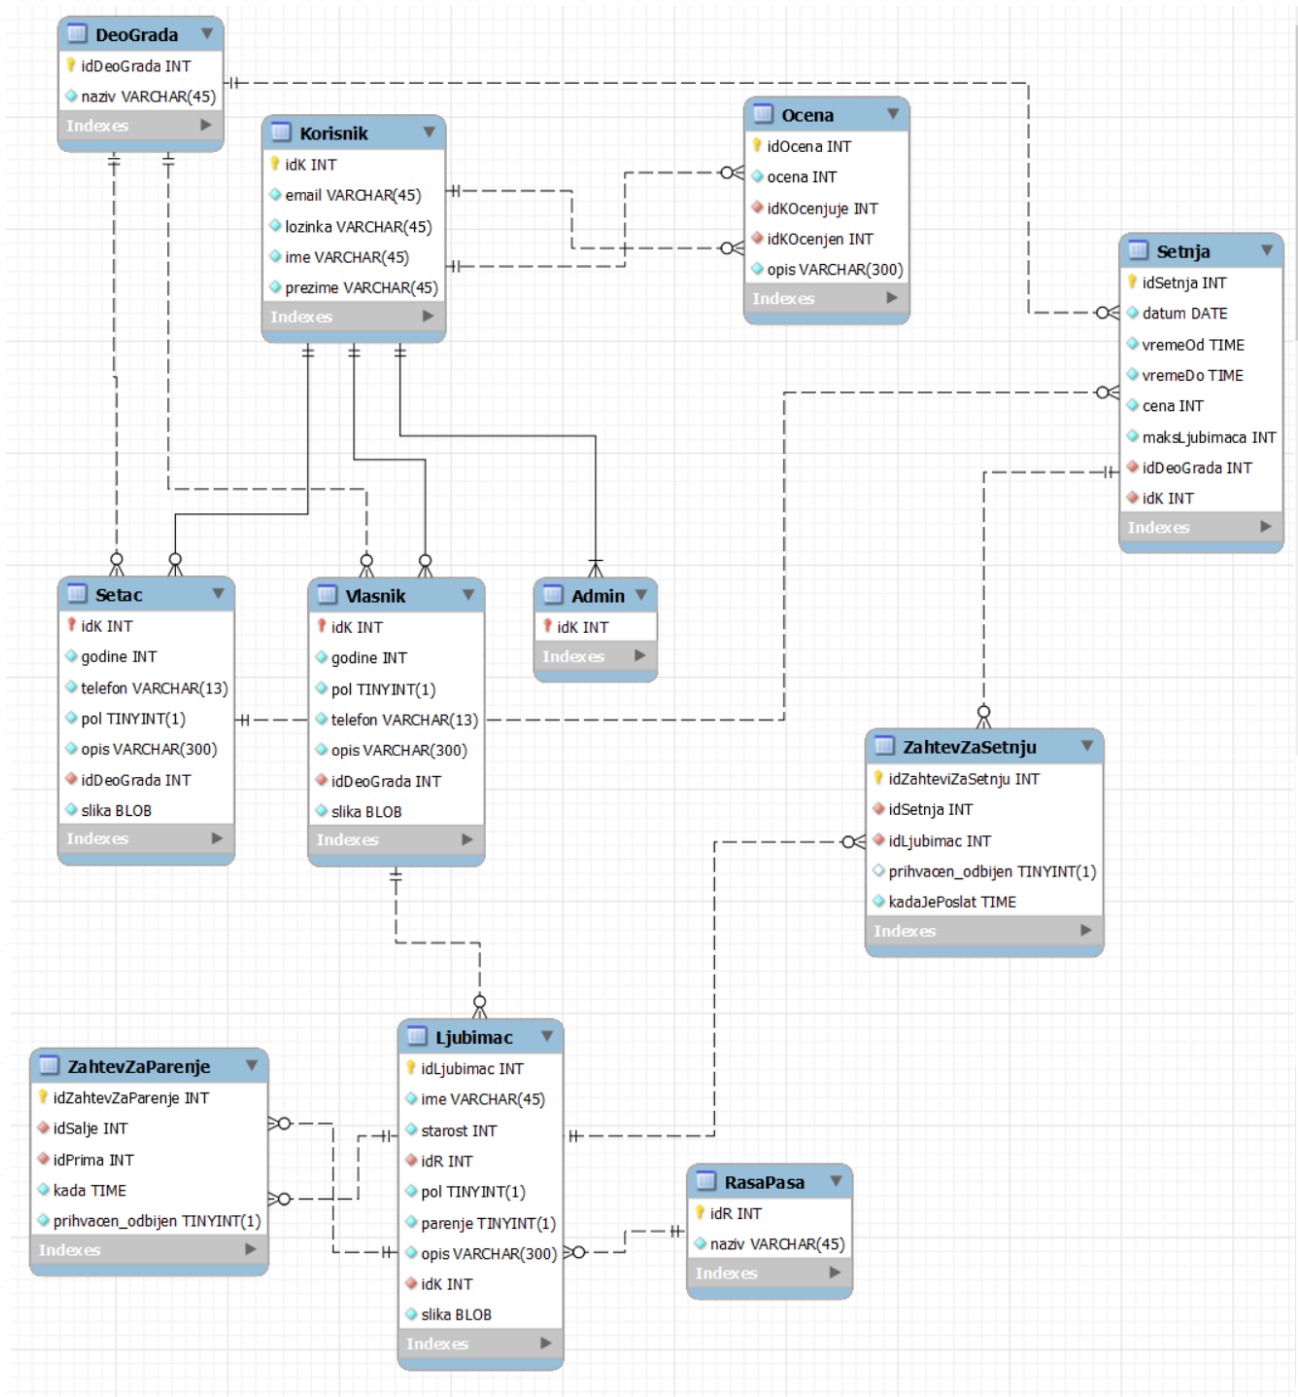 DeoGrada
idDeoGrada INT
naziv VARCHAR(45)
Indexes
Korisnik
idK INT
email VARCHAR(45)
lozinka VARCHAR(45)
ime VARCHAR(45)
prezime VARCHAR(45)
Indexes
Ocena
idOcena INT
ocena INT
idKOcenjuje INT
idKOcenjen INT
opis VARCHAR(300)
Indexes
Setnja
idSetnja INT
datum DATE
vremeOd TIME
vremeDo TIME
cena INT
maksLjubimaca INT
idDeoGrada INT
idK INT
Indexes
Setac
idK INT
godine INT
telefon VARCHAR(13)
pol TINYINT(1)
opis VARCHAR(300)
idDeoGrada INT
slika BLOB
Indexes
Vlasnik
idK INT
godine INT
pol TINYINT(1)
telefon VARCHAR(13)
opis VARCHAR(300)
idDeoGrada INT
slika BLOB
Indexes
Admin
idK INT
Indexes
ZahtevZaSetnju
idZahteviZaSetnju INT
idSetnja INT
idLjubimac INT
prihvacen_odbijen TINYINT(1)
kadaJePoslat TIME
Indexes
ZahtevZaParenje
idZahtevZaParenje INT
idSalje INT
idPrima INT
kada TIME
prihvacen_odbijen TINYINT(1)
Indexes
Ljubimac
idLjubimac INT
ime VARCHAR(45)
starost INT
idR INT
pol TINYINT(1)
parenje TINYINT(1)
opis VARCHAR(300)
idK INT
slika BLOB
Indexes
RasaPasa
idR INT
naziv VARCHAR(45)
Indexes